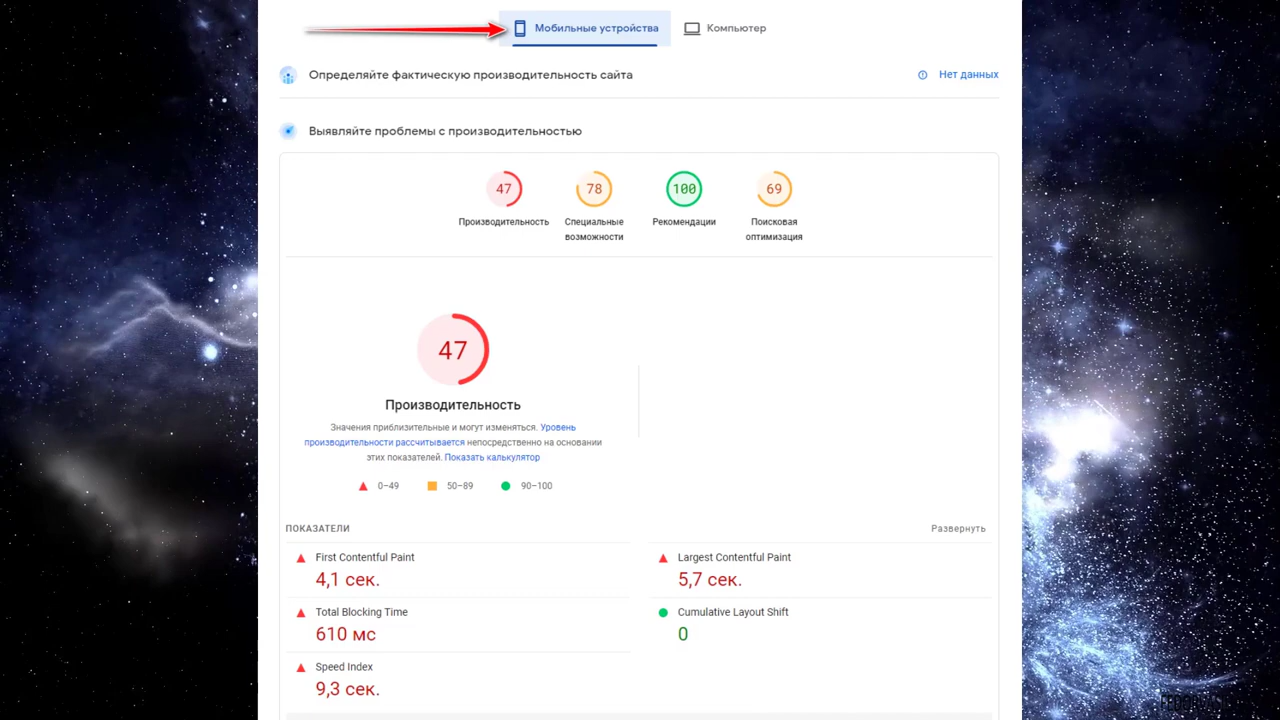 Мобильные устройства
Компьютер
Определяйте фактическую производительность сайта
Нет данных
Выявляйте проблемы с производительностью
47
78
100
69
Производительность
Специальные
возможности
Рекомендации
Поисковая
оптимизация
47
Производительность
Значения приблизительные и могут изменяться. Уровень
производительности рассчитывается непосредственно на основании
этих показателей. Показать калькулятор
0–49
50–89
90–100
ПОКАЗАТЕЛИ
Развернуть
First Contentful Paint
4,1 сек.
Largest Contentful Paint
5,7 сек.
Total Blocking Time
610 мс
Cumulative Layout Shift
0
Speed Index
9,3 сек.